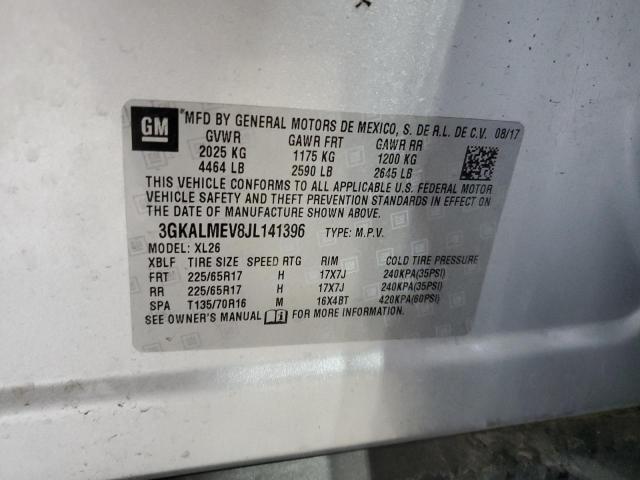 GM
*MFD BY GENERAL MOTORS DE MEXICO, S. DE R.L. DE C.V. 08/17
GVWR GAWR FRT GAWR RR
2025 KG 1175 KG 1200 KG
4464 LB 2590 LB 2645 LB
THIS VEHICLE CONFORMS TO ALL APPLICABLE U.S. FEDERAL MOTOR
VEHICLE SAFETY AND THEFT PREVENTION STANDARDS IN EFFECT ON
THE DATE OF MANUFACTURE SHOWN ABOVE.
3GKALMEV8JL141396 TYPE: M.P.V.
MODEL: XL26
XBLF TIRE SIZE SPEED RTG RIM COLD TIRE PRESSURE
FRT 225/65R17 H 17X7J 240KPA(35PSI)
RR 225/65R17 H 17X7J 240KPA(35PSI)
SPA T135/70R16 M 16X4BT 420KPA(60PSI)
SEE OWNER'S MANUAL FOR MORE INFORMATION.